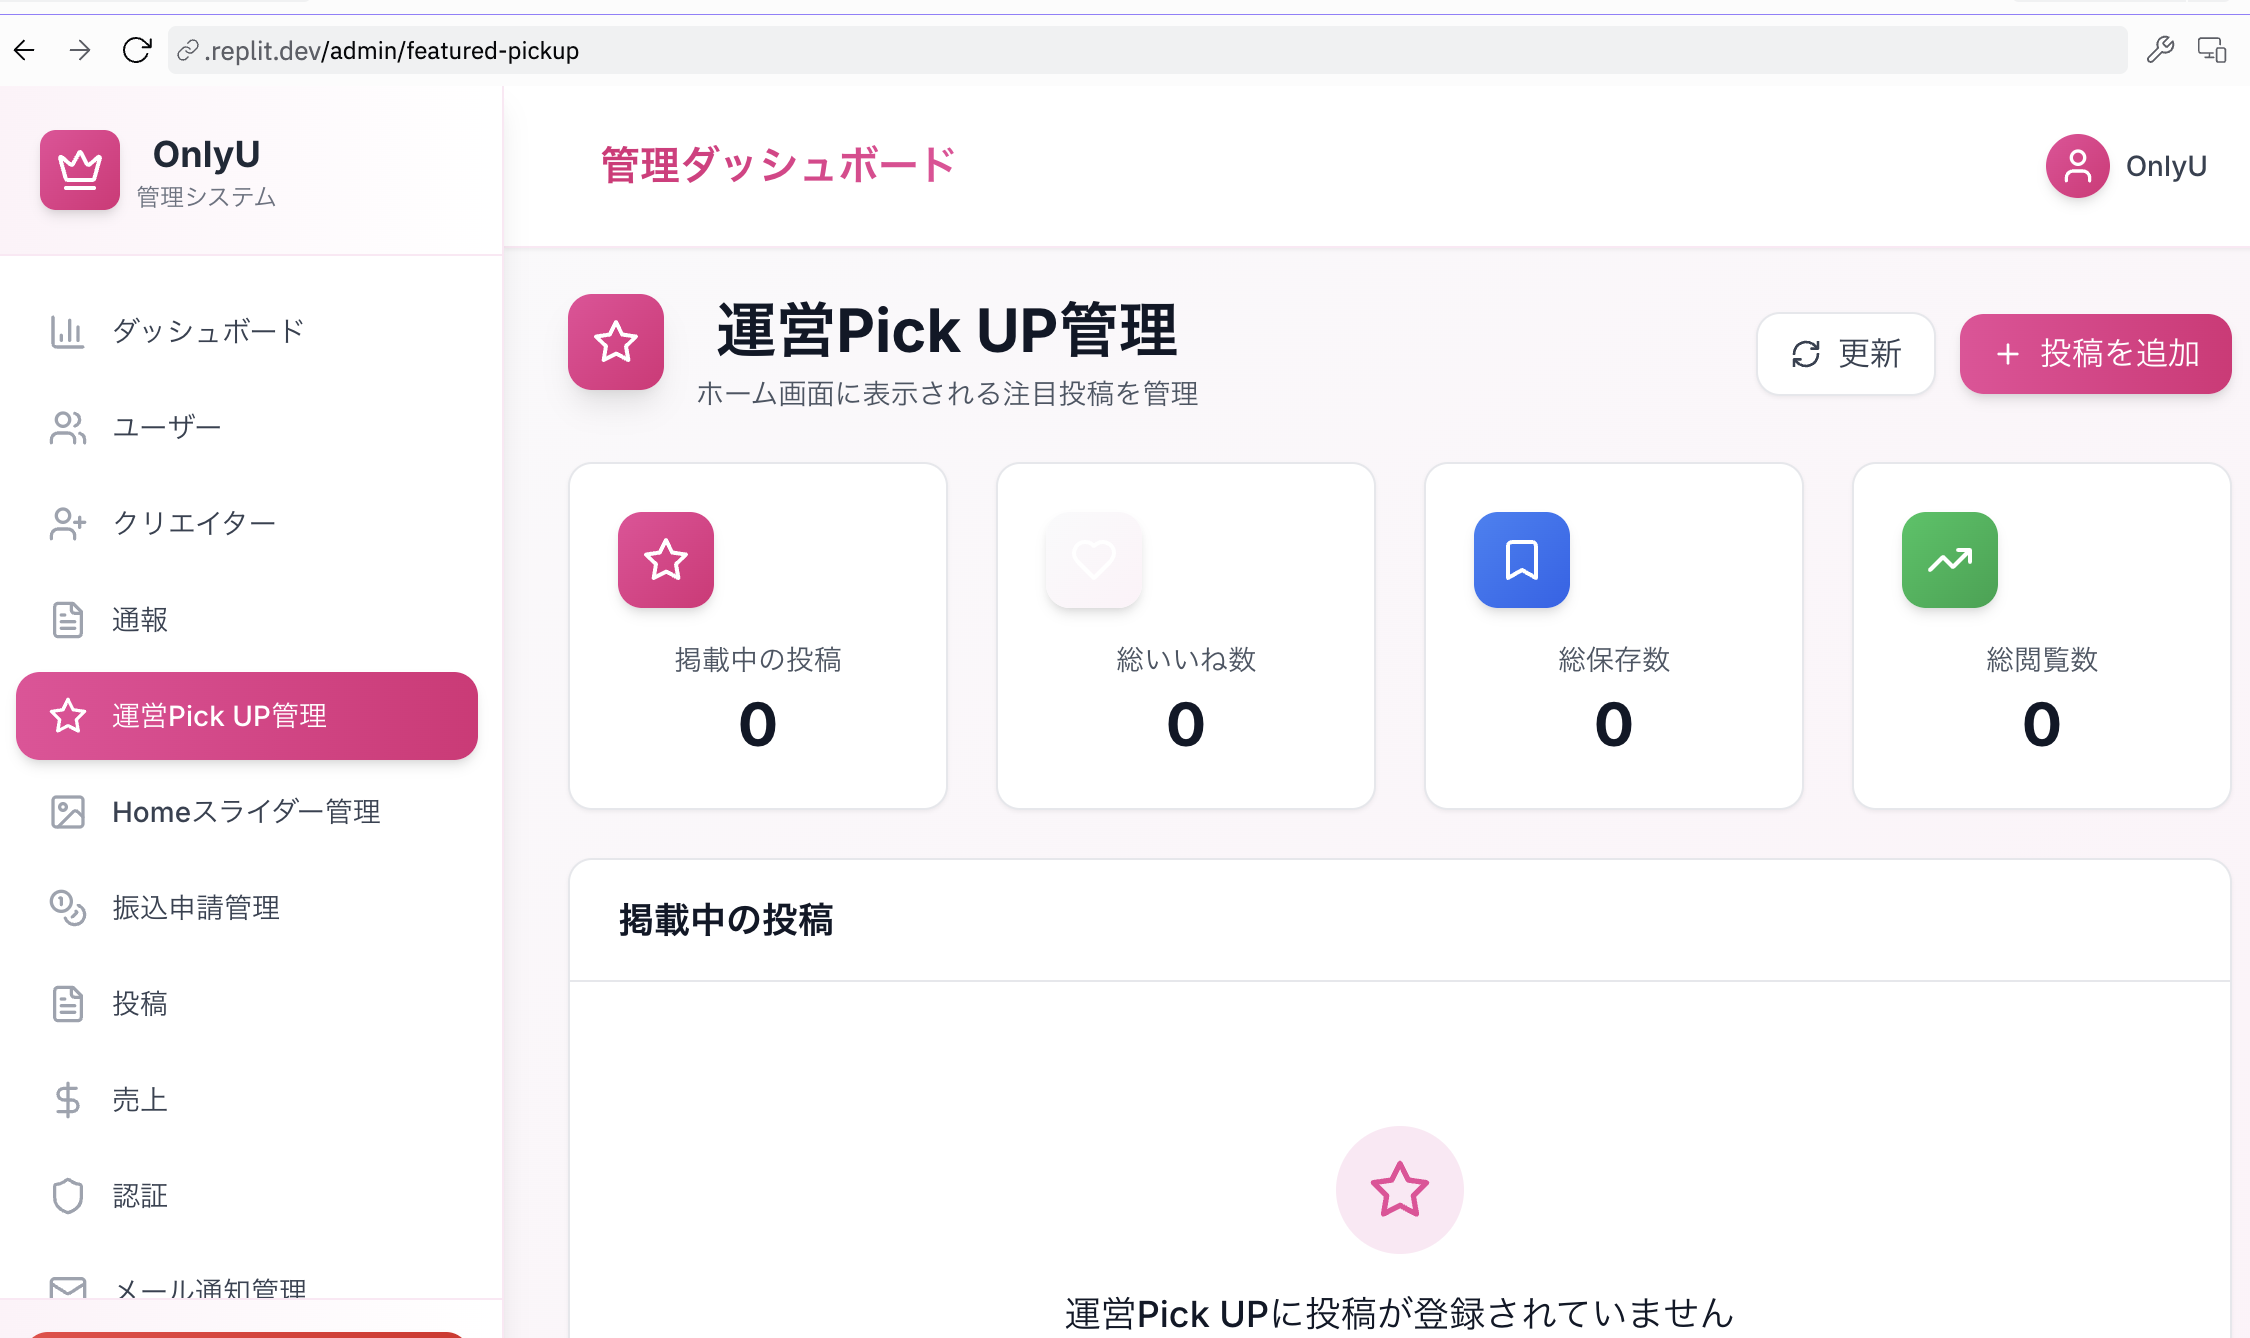 .replit.dev/admin/featured-pickup
OnlyU
管理システム
管理ダッシュボード
OnlyU
ダッシュボード
ユーザー
クリエイター
通報
運営Pick UP管理
Homeスライダー管理
振込申請管理
投稿
売上
認証
メール通知管理
運営Pick UP管理
ホーム画面に表示される注目投稿を管理
更新
投稿を追加
掲載中の投稿
0
総いいね数
0
総保存数
0
総閲覧数
0
掲載中の投稿
運営Pick UPに投稿が登録されていません